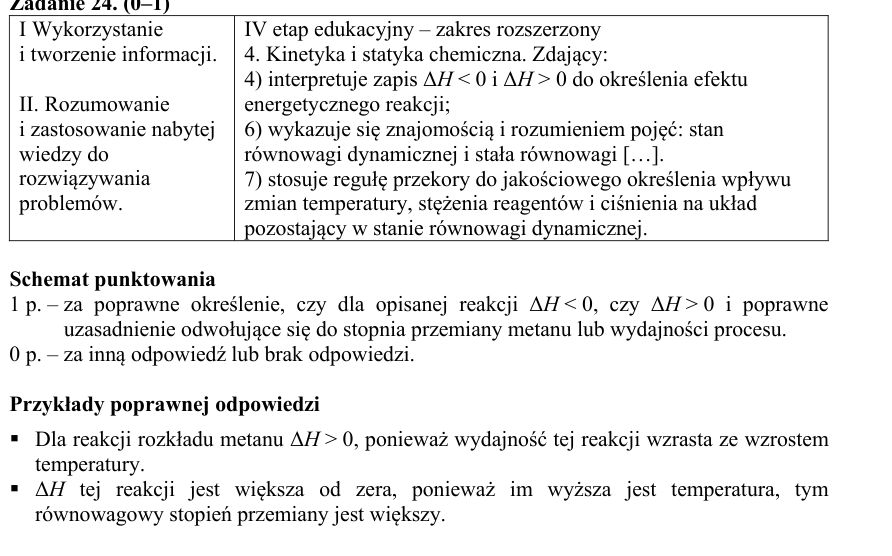 Zadanie 24. (0–1)
I Wykorzystanie
i tworzenie informacji.
II. Rozumowanie
i zastosowanie nabytej
wiedzy do
rozwiązywania
problemów.
IV etap edukacyjny – zakres rozszerzony
4. Kinetyka i statyka chemiczna. Zdający:
4) interpretuje zapis ΔH < 0 i ΔH > 0 do określenia efektu
energetycznego reakcji;
6) wykazuje się znajomością i rozumieniem pojęć: stan
równowagi dynamicznej i stała równowagi […].
7) stosuje regułę przekory do jakościowego określenia wpływu
zmian temperatury, stężenia reagentów i ciśnienia na układ
pozostający w stanie równowagi dynamicznej.
Schemat punktowania
1 p. – za poprawne określenie, czy dla opisanej reakcji ΔH < 0, czy ΔH > 0 i poprawne
uzasadnienie odwołujące się do stopnia przemiany metanu lub wydajności procesu.
0 p. – za inną odpowiedź lub brak odpowiedzi.
Przykłady poprawnej odpowiedzi
▪ Dla reakcji rozkładu metanu ΔH > 0, ponieważ wydajność tej reakcji wzrasta ze wzrostem
temperatury.
▪ ΔH tej reakcji jest większa od zera, ponieważ im wyższa jest temperatura, tym
równowagowy stopień przemiany jest większy.